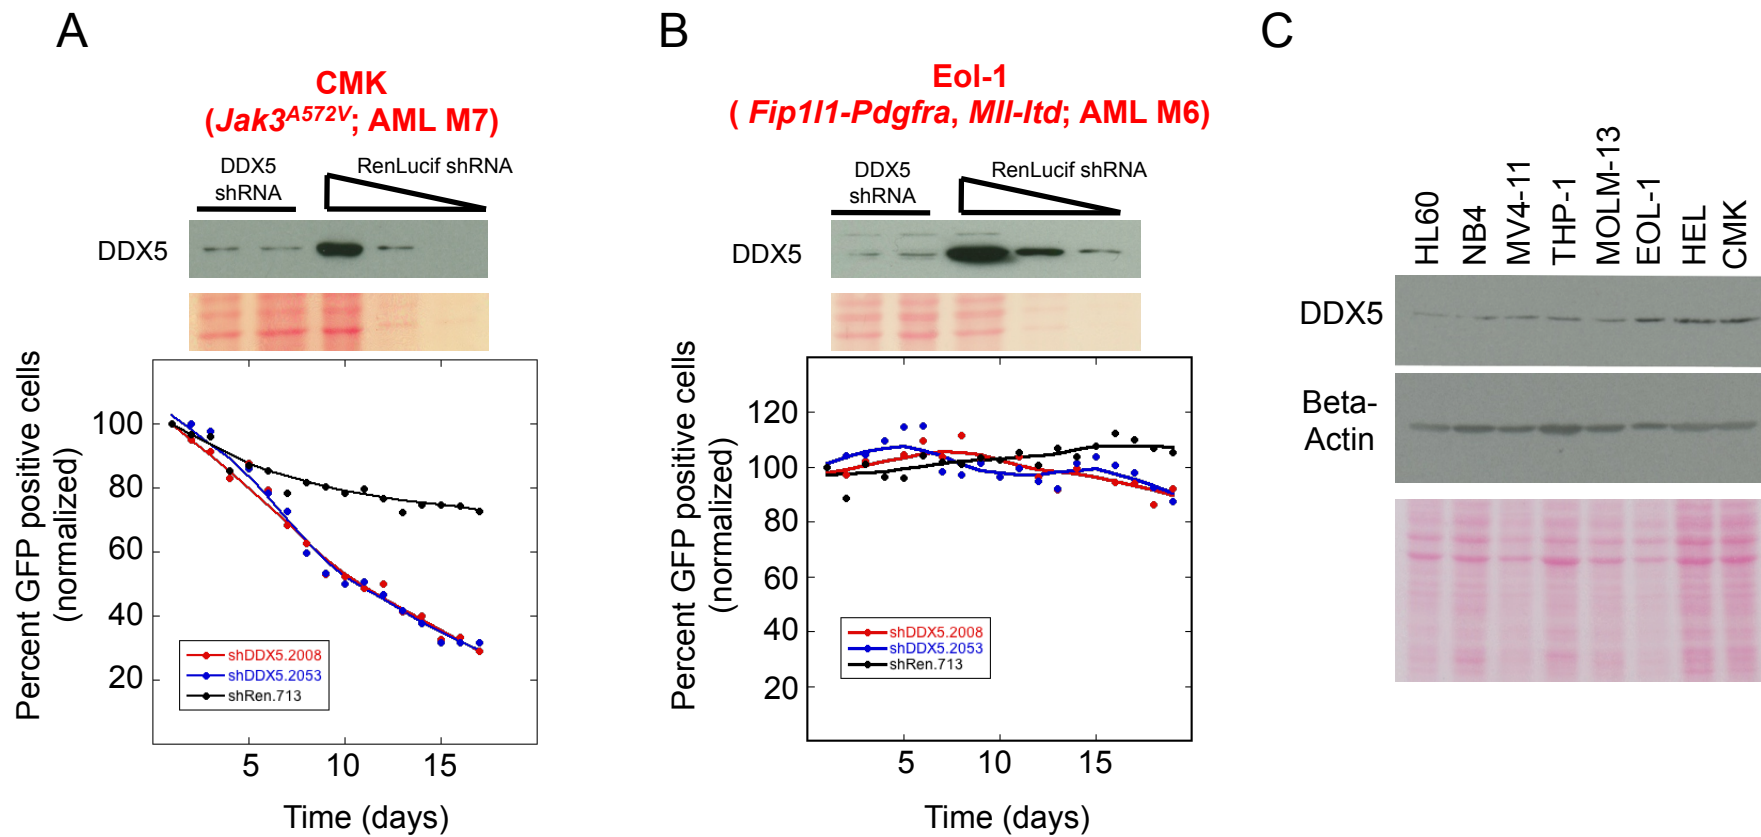 A
CMK
(Jak3A572V; AML M7)
DDX5
shRNA
RenLucif shRNA
DDX5
Percent GFP positive cells
(normalized)
100
80
60
40
20
shDDX5.2008
shDDX5.2053
shRen.713
5
10
15
Time (days)
B
Eol-1
( Fip1l1-Pdgfra, Mll-Itd; AML M6)
DDX5
shRNA
RenLucif shRNA
DDX5
Percent GFP positive cells
(normalized)
120
100
80
60
40
20
shDDX5.2008
shDDX5.2053
shRen.713
5
10
15
Time (days)
C
HL60
NB4
MV4-11
THP-1
MOLM-13
EOL-1
HEL
CMK
DDX5
Beta-
Actin